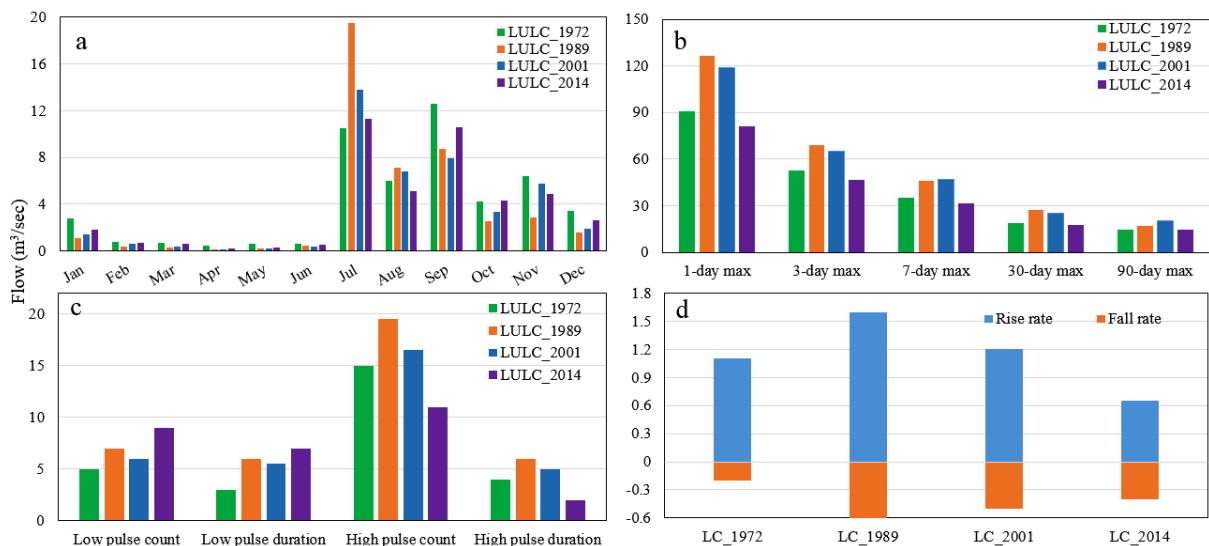 Flow (m³/sec)
a
20
16
12
8
4
0
LULC_1972
LULC_1989
LULC_2001
LULC_2014
Jan Feb Mar Apr May Jun Jul Aug Sep Oct Nov Dec
b
150
120
90
60
30
0
LULC_1972
LULC_1989
LULC_2001
LULC_2014
1-day max 3-day max 7-day max 30-day max 90-day max
c
20
15
10
5
0
LULC_1972
LULC_1989
LULC_2001
LULC_2014
Low pulse count Low pulse duration High pulse count High pulse duration
d
1.8
1.5
1.2
0.9
0.6
0.3
0
-0.3
-0.6
Rise rate Fall rate
LC_1972 LC_1989 LC_2001 LC_2014